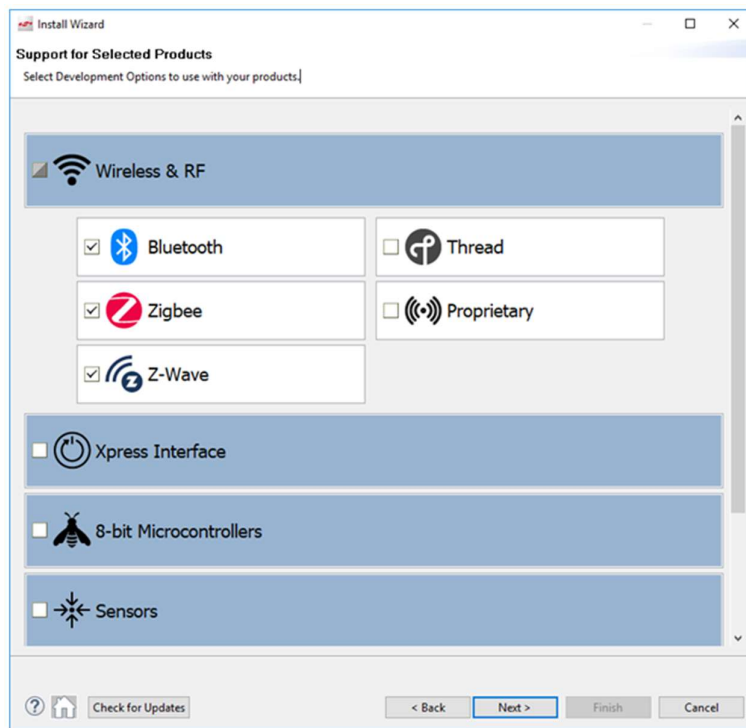 Install Wizard
Support for Selected Products
Select Development Options to use with your products.
Wireless & RF
Bluetooth
Thread
Zigbee
Proprietary
Z-Wave
Xpress Interface
8-bit Microcontrollers
Sensors
Check for Updates
< Back
Next >
Finish
Cancel